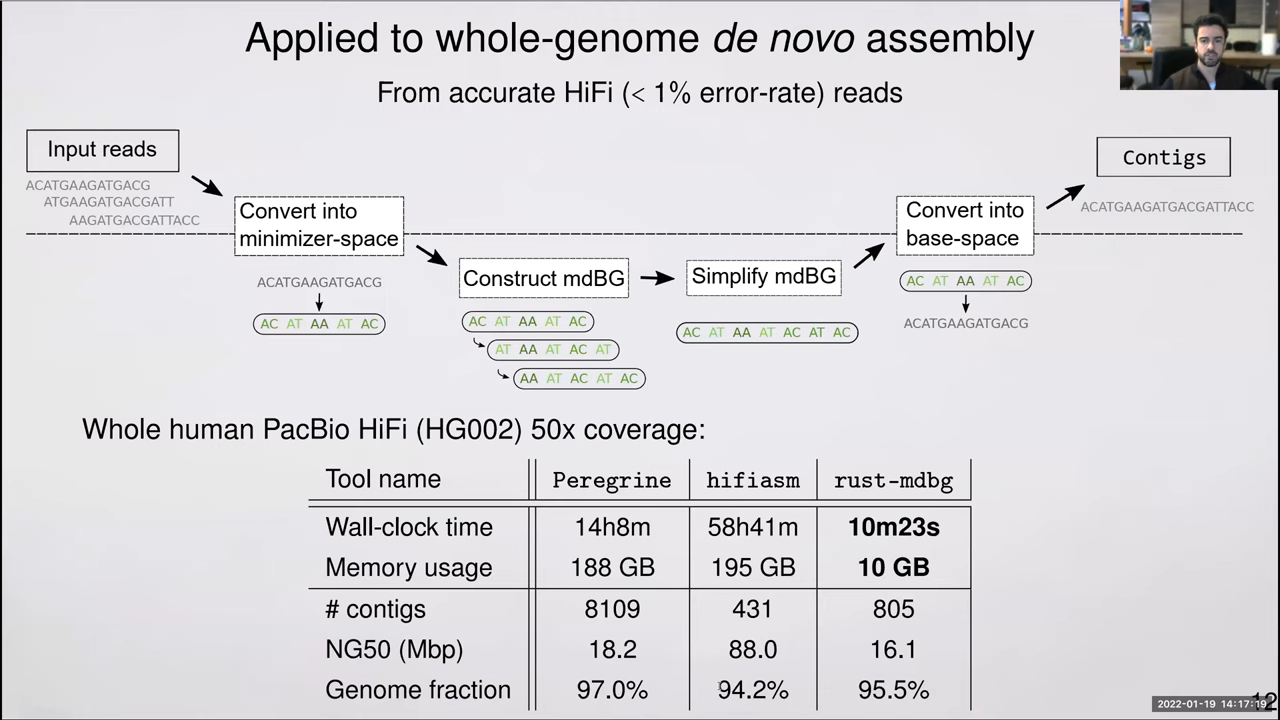 Applied to whole-genome de novo assembly
From accurate HiFi (< 1% error-rate) reads
Input reads
ACATGAAGATGACG
ATGAAGATGACGATT
AAGATGACGATTACC
Convert into
minimizer-space
ACATGAAGATGACG
AC AT AA AT AC
Construct mdBG
AC AT AA AT AC
AT AA AT AC AT
AA AT AC AT AC
Simplify mdBG
AC AT AA AT AC AT AC
Convert into
base-space
AC AT AA AT AC
ACATGAAGATGACG
Contigs
ACATGAAGATGACGATTACC
Whole human PacBio HiFi (HG002) 50x coverage:
Tool name Peregrine hifiasm rust-mdbg
Wall-clock time 14h8m 58h41m 10m23s
Memory usage 188 GB 195 GB 10 GB
# contigs 8109 431 805
NG50 (Mbp) 18.2 88.0 16.1
Genome fraction 97.0% 94.2% 95.5%
2022-01-19 14:17:19
12